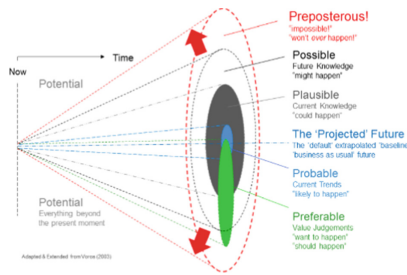 Preposterous!
"impossible!"
"won't ever happen!"
Time
Now
Possible
Future Knowledge
"might happen"
Potential
Plausible
Current Knowledge
"could happen"
The 'Projected' Future
The 'default' extrapolated 'baseline'
'business as usual' future
Probable
Current Trends
"likely to happen"
Potential
Everything beyond
the present moment
Preferable
Value Judgements
"want to happen"
"should happen"
Adapted & Extended from Voros (2003)